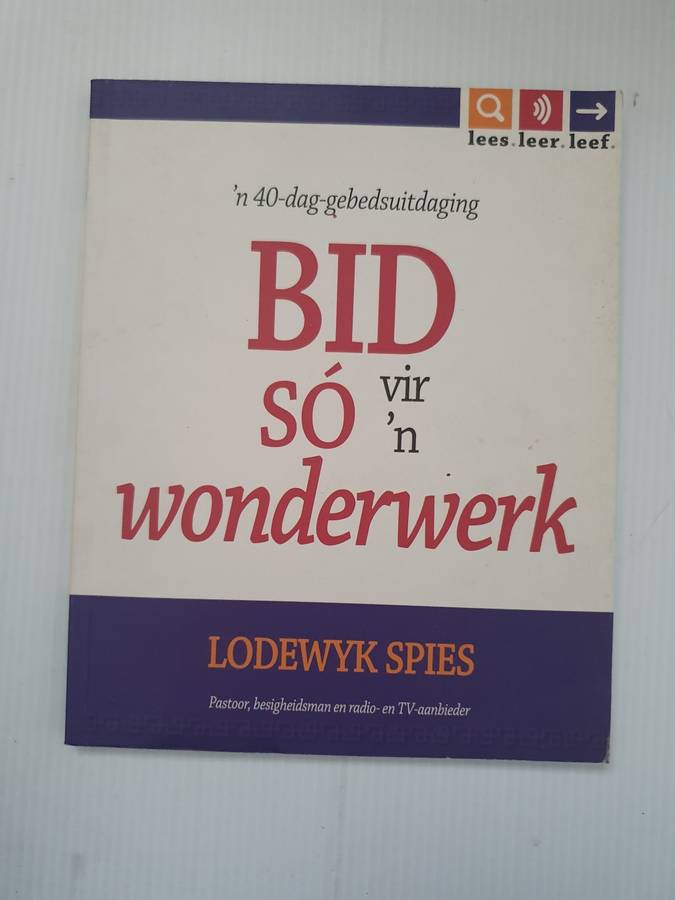 lees.leer.leef.
'n 40-dag-gebedsuitdaging
BID
SÓ vir 'n
wonderwerk
LODEWYK SPIES
Pastoor, besigheidsman en radio- en TV-aanbieder